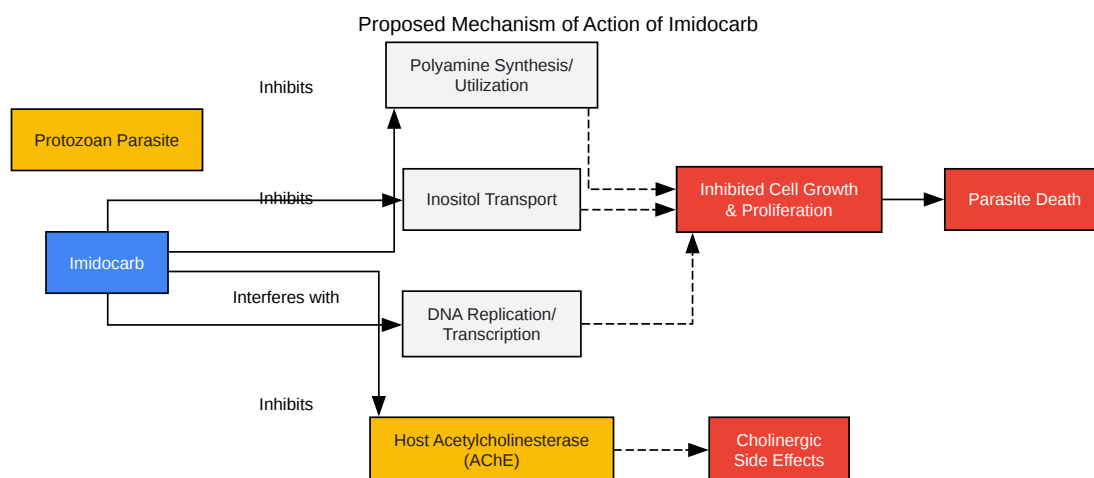 Proposed Mechanism of Action of Imidocarb
Polyamine Synthesis/
Utilization
Inhibits
Protozoan Parasite
Inhibits
Inositol Transport
Inhibited Cell Growth
& Proliferation
Parasite Death
Imidocarb
Interferes with
DNA Replication/
Transcription
Inhibits
Host Acetylcholinesterase
(AChE)
Cholinergic
Side Effects